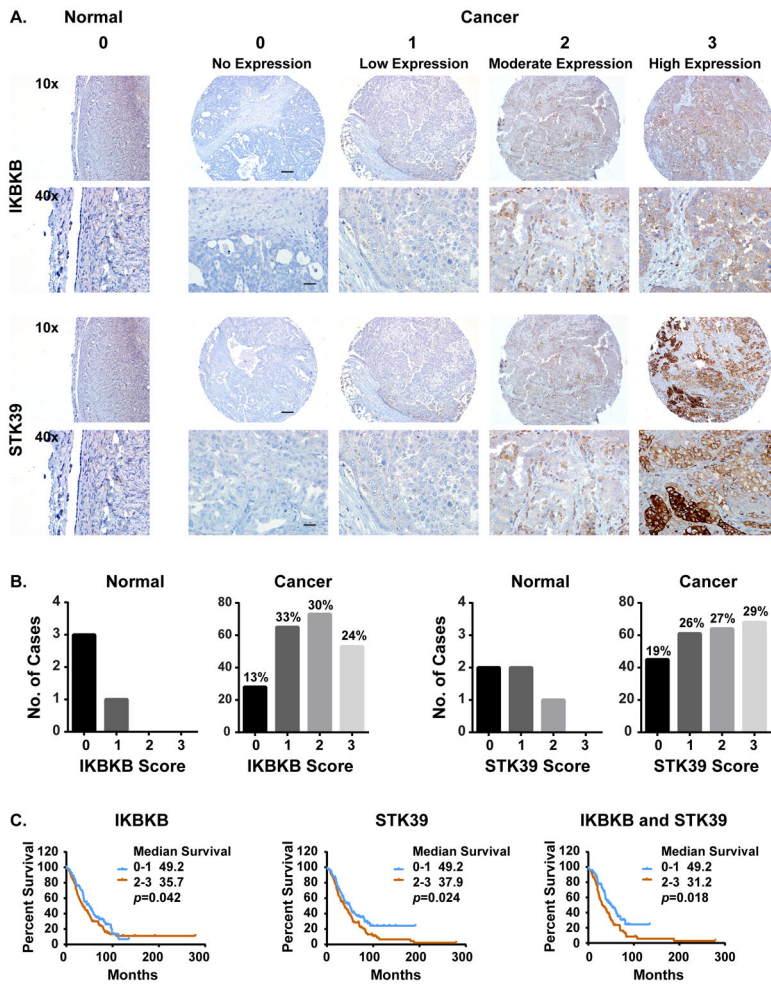 A.
Normal
Cancer
0 0 1 2 3
No Expression Low Expression Moderate Expression High Expression
IKBKB
10x
40x
STK39
10x
40x
B.
Normal
No. of Cases
4
3
2
1
0
0 1 2 3
IKBKB Score
Cancer
80
60
40
20
0
13% 33% 30% 24%
0 1 2 3
IKBKB Score
Normal
4
3
2
1
0
0 1 2 3
STK39 Score
Cancer
80
60
40
20
0
19% 26% 27% 29%
0 1 2 3
STK39 Score
C.
IKBKB
Percent Survival
120
100
80
60
40
20
0
0 100 200 300
Months
Median Survival
0-1 49.2
2-3 35.7
p=0.042
STK39
Percent Survival
120
100
80
60
40
20
0
0 100 200 300
Months
Median Survival
0-1 49.2
2-3 37.9
p=0.024
IKBKB and STK39
Percent Survival
120
100
80
60
40
20
0
0 100 200 300
Months
Median Survival
0-1 49.2
2-3 31.2
p=0.018